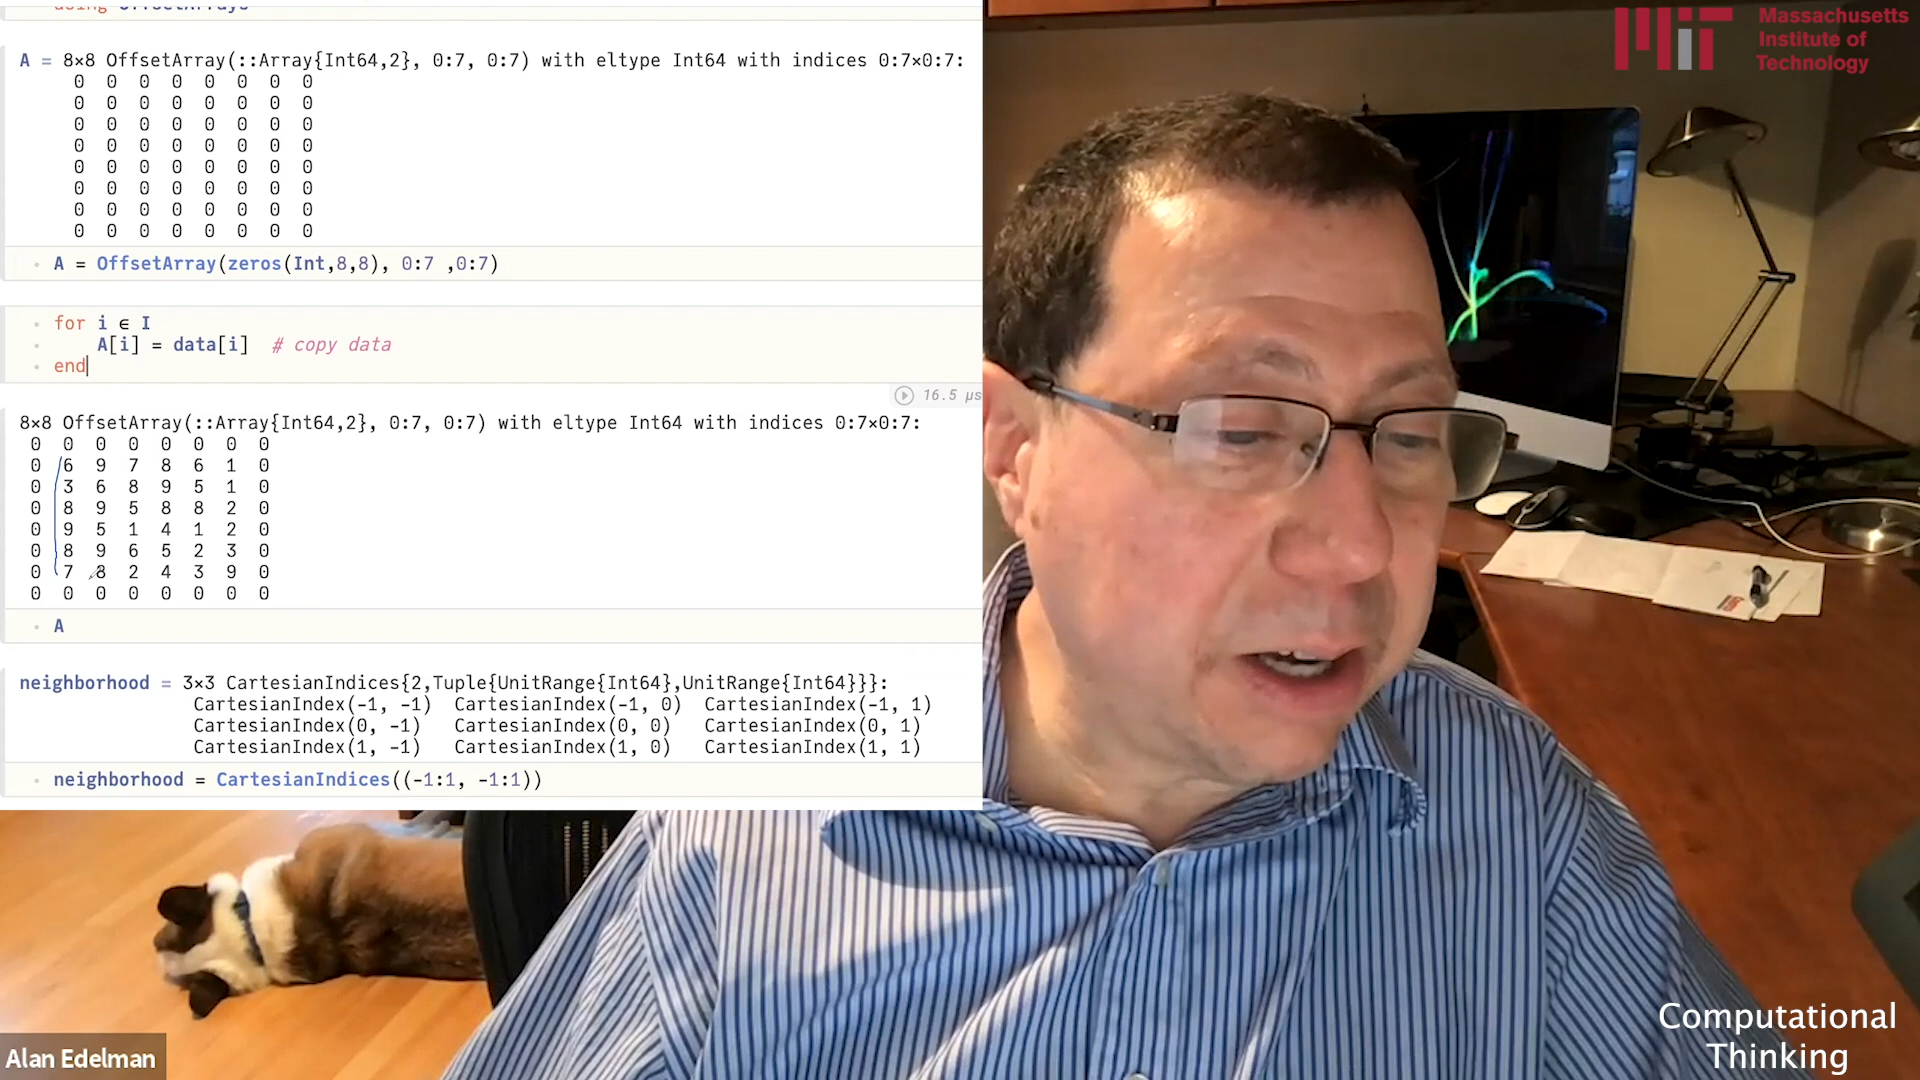 using OffsetArrays
A = 8×8 OffsetArray(::Array{Int64,2}, 0:7, 0:7) with eltype Int64 with indices 0:7×0:7:
0 0 0 0 0 0 0 0
0 0 0 0 0 0 0 0
0 0 0 0 0 0 0 0
0 0 0 0 0 0 0 0
0 0 0 0 0 0 0 0
0 0 0 0 0 0 0 0
0 0 0 0 0 0 0 0
0 0 0 0 0 0 0 0
A = OffsetArray(zeros(Int,8,8), 0:7 ,0:7)
for i ∈ I
A[i] = data[i] # copy data
end
16.5 μs
8×8 OffsetArray(::Array{Int64,2}, 0:7, 0:7) with eltype Int64 with indices 0:7×0:7:
0 0 0 0 0 0 0 0
0 6 9 7 8 6 1 0
0 3 6 8 9 5 1 0
0 8 9 5 8 8 2 0
0 9 5 1 4 1 2 0
0 8 9 6 5 2 3 0
0 7 8 2 4 3 9 0
0 0 0 0 0 0 0 0
A
neighborhood = 3×3 CartesianIndices{2,Tuple{UnitRange{Int64},UnitRange{Int64}}}:
CartesianIndex(-1, -1) CartesianIndex(-1, 0) CartesianIndex(-1, 1)
CartesianIndex(0, -1) CartesianIndex(0, 0) CartesianIndex(0, 1)
CartesianIndex(1, -1) CartesianIndex(1, 0) CartesianIndex(1, 1)
neighborhood = CartesianIndices((-1:1, -1:1))
Massachusetts
Institute of
Technology
Alan Edelman
Computational
Thinking